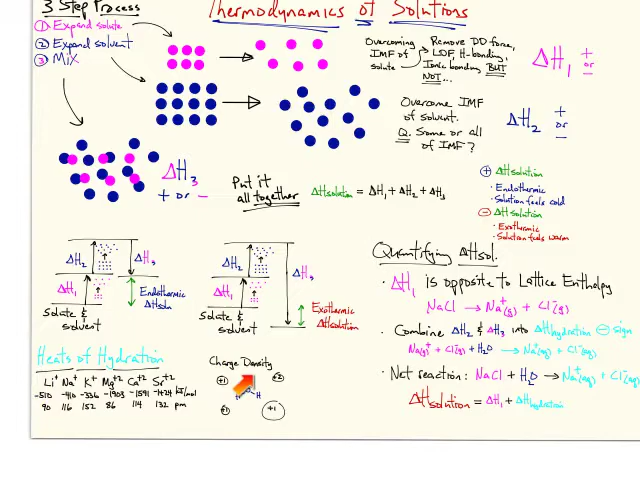 Thermodynamics of Solutions
3 Step Process
① Expand solute
② Expand solvent
③ Mix
Overcoming
IMF of
solute
Remove DD force,
LDF, H-bonding,
Ionic bonding BUT
NOT...
ΔH₁ + or -
Overcome IMF
of solvent.
Q. Some or all
of IMF?
ΔH₂ + or -
ΔH₃
+ or -
Put it
all together
ΔHsolution = ΔH₁ + ΔH₂ + ΔH₃
⊕ ΔHsolution
· Endothermic
· Solution feels cold
⊖ ΔHsolution
· Exothermic
· Solution feels warm
ΔH₂ ΔH₃
ΔH₁
Endothermic
ΔHsoln
Solute &
solvent
ΔH₂ ΔH₃
ΔH₁
Exothermic
ΔHsolution
Solute &
solvent
Quantifying ΔHsol.
· ΔH₁ is opposite to Lattice Enthalpy
NaCl → Na⁺(g) + Cl⁻(g)
· Combine ΔH₂ & ΔH₃ into ΔHhydration ⊖ sign
Na(g)⁺ + Cl⁻(g) + H₂O → Na⁺(aq) + Cl⁻(aq)
· Net reaction: NaCl + H₂O → Na⁺(aq) + Cl⁻(aq)
ΔHsolution = ΔH₁ + ΔHhydration
Heats of Hydration
Li⁺ Na⁺ K⁺ Mg⁺² Ca⁺² Sr⁺²
-510 -410 -336 -1903 -1591 -1424 kJ/mol
90 116 152 86 114 132 pm
Charge Density
+1 +2
H
+1 +1